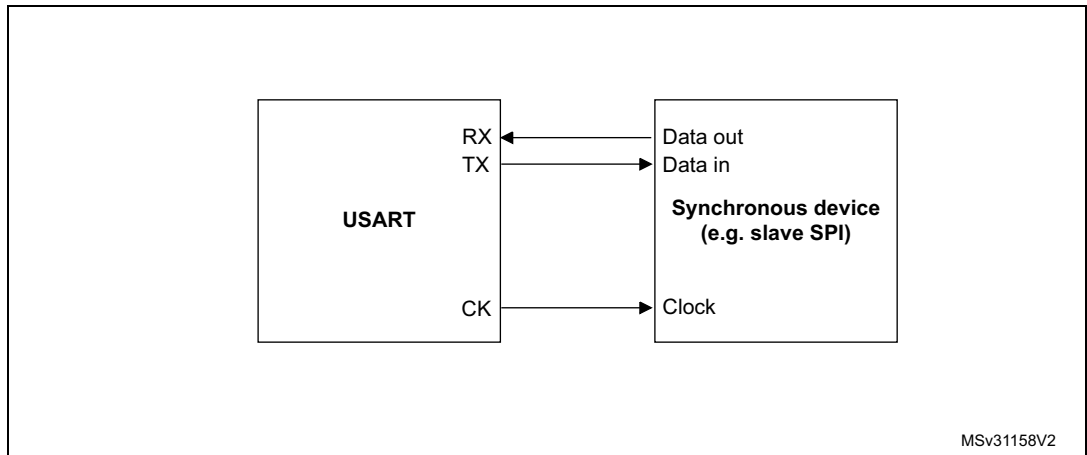 RX
TX
USART
CK
Data out
Data in
Synchronous device
(e.g. slave SPI)
Clock
MSv31158V2